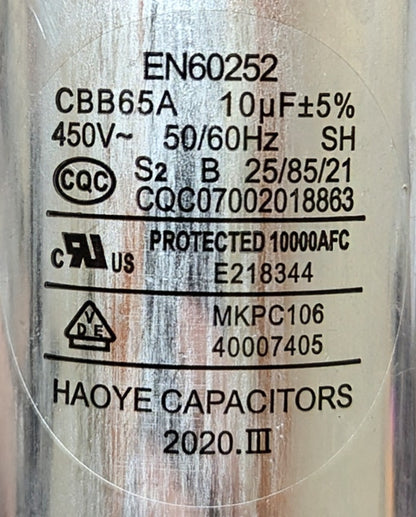 EN60252
CBB65A 10μF±5%
450V~ 50/60Hz SH
CQC S2 B 25/85/21
CQC07002018863
c RU US PROTECTED 10000AFC
E218344
VDE MKPC106
40007405
HAOYE CAPACITORS
2020.III